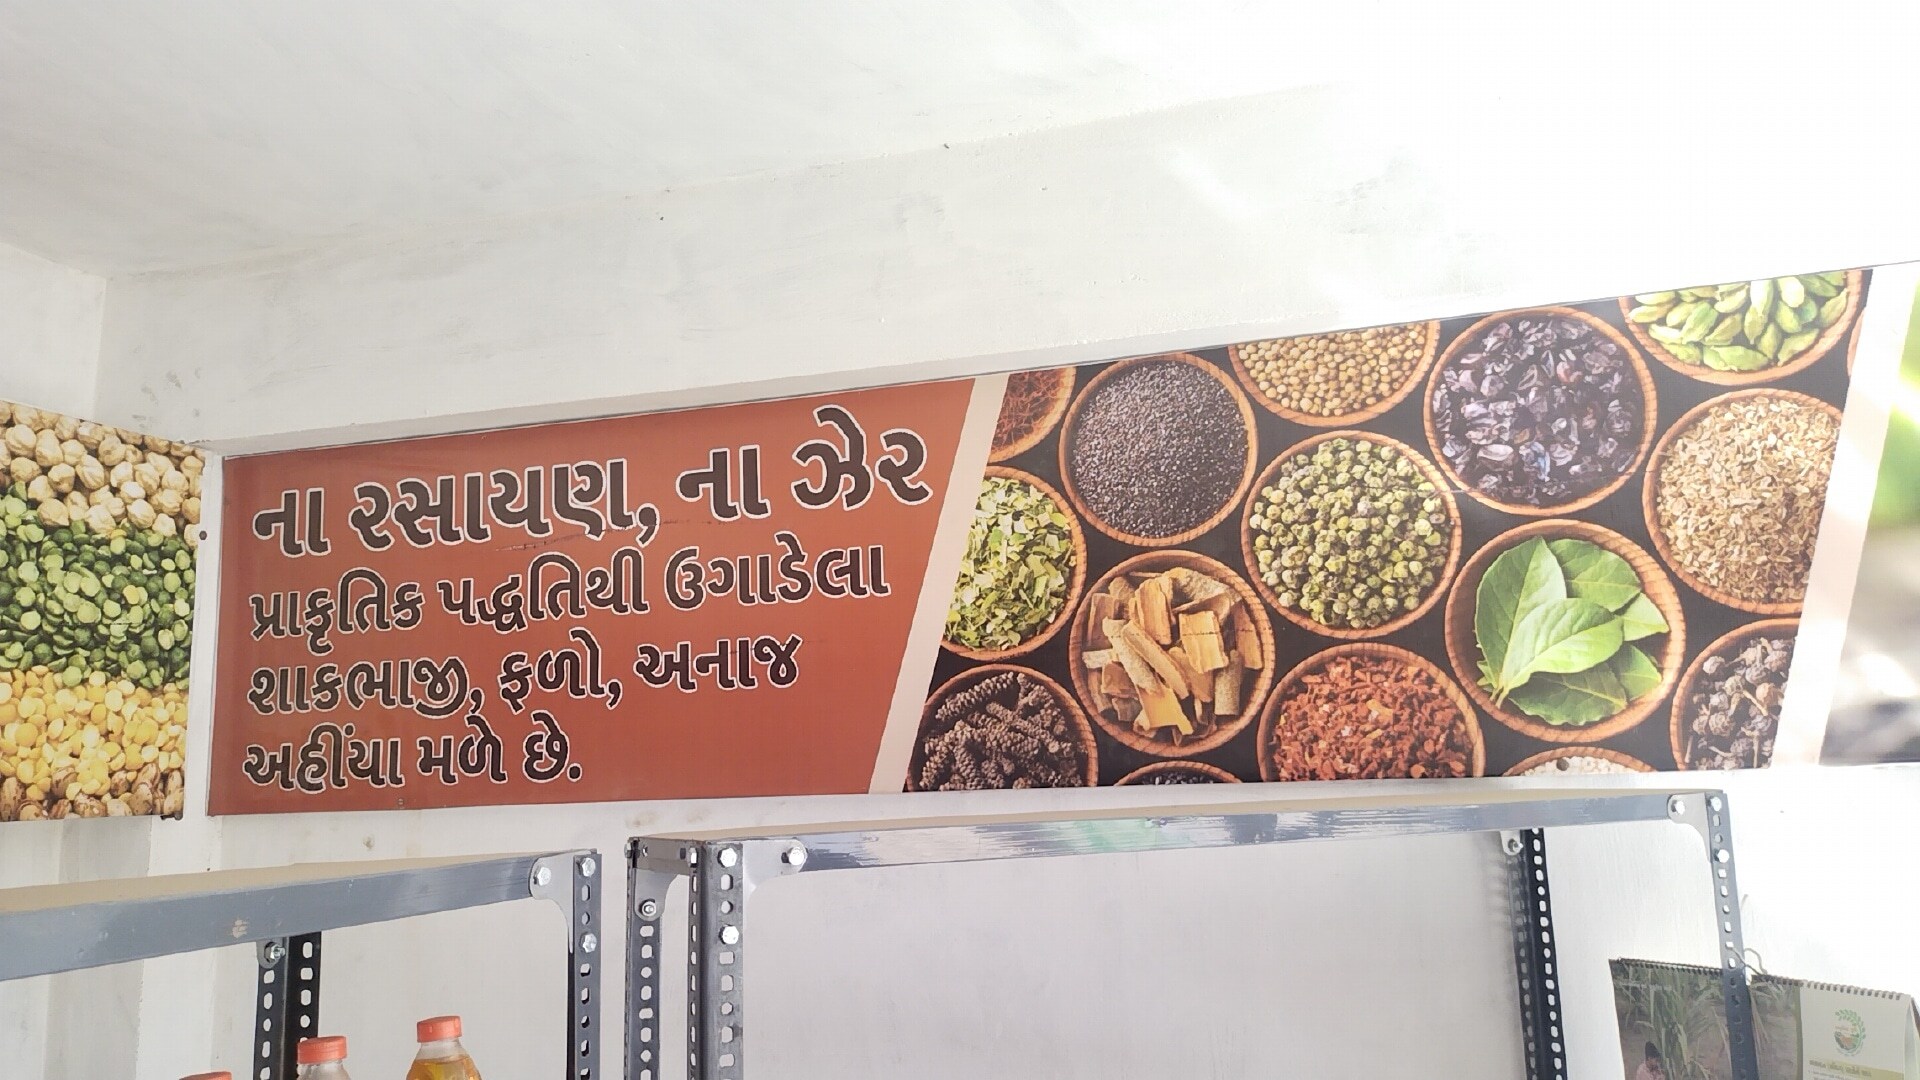 ના રસાયણ, ના ઝેર
પ્રાકૃતિક પદ્ધતિથી ઉગાડેલા
શાકભાજી, ફળો, અનાજ
અહીંયા મળે છે.